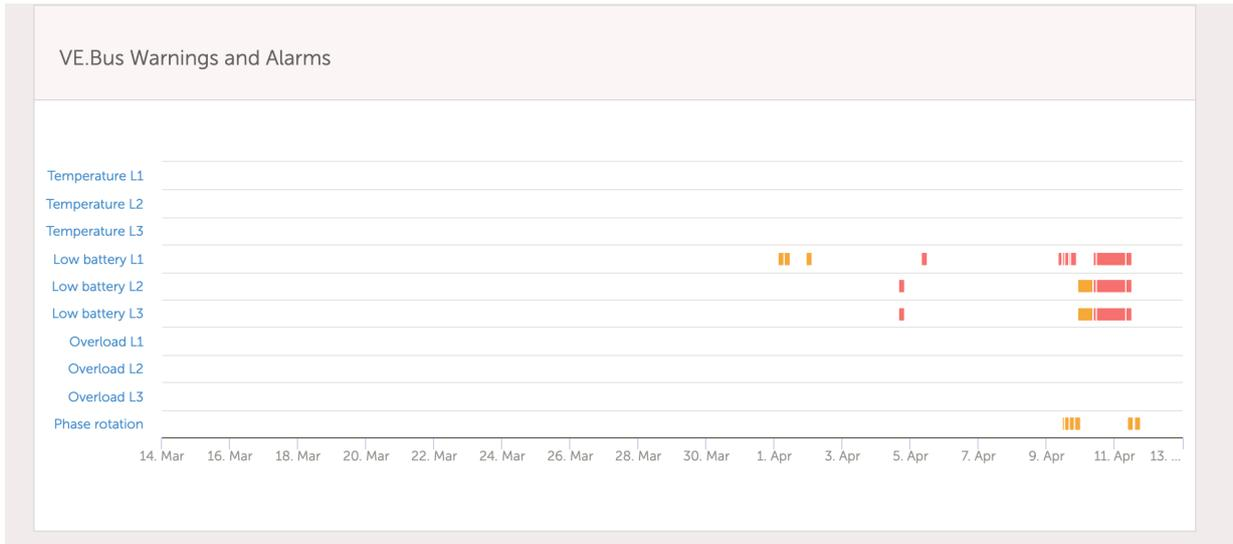 VE.Bus Warnings and Alarms
Temperature L1
Temperature L2
Temperature L3
Low battery L1
Low battery L2
Low battery L3
Overload L1
Overload L2
Overload L3
Phase rotation
14. Mar 16. Mar 18. Mar 20. Mar 22. Mar 24. Mar 26. Mar 28. Mar 30. Mar 1. Apr 3. Apr 5. Apr 7. Apr 9. Apr 11. Apr 13. ...